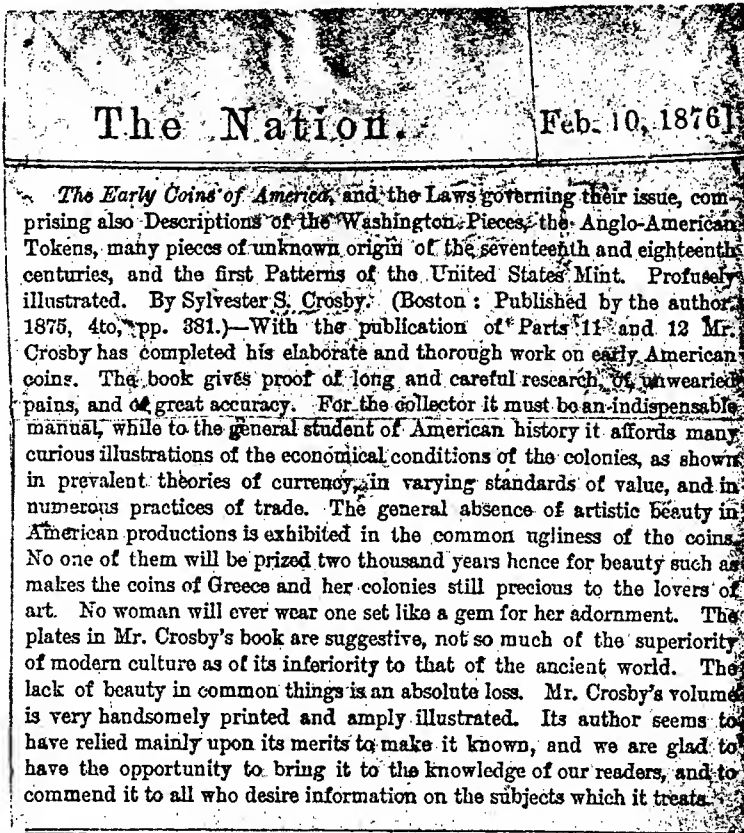 The Nation. Feb. 10, 1876]
The Early Coins of America, and the Laws governing their issue, com-
prising also Descriptions of the Washington Pieces, the Anglo-American
Tokens, many pieces of unknown origin of the seventeenth and eighteenth
centuries, and the first Patterns of the United States Mint. Profusely
illustrated. By Sylvester S. Crosby. (Boston: Published by the author,
1875, 4to, pp. 381.)—With the publication of Parts 11 and 12 Mr.
Crosby has completed his elaborate and thorough work on early American
coins. The book gives proof of long and careful research, of unwearied
pains, and of great accuracy. For the collector it must be an indispensable
manual, while to the general student of American history it affords many
curious illustrations of the economical conditions of the colonies, as shown
in prevalent theories of currency, in varying standards of value, and in
numerous practices of trade. The general absence of artistic beauty in
American productions is exhibited in the common ugliness of the coins.
No one of them will be prized two thousand years hence for beauty such as
makes the coins of Greece and her colonies still precious to the lovers of
art. No woman will ever wear one set like a gem for her adornment. The
plates in Mr. Crosby's book are suggestive, not so much of the superiority
of modern culture as of its inferiority to that of the ancient world. The
lack of beauty in common things is an absolute loss. Mr. Crosby's volume
is very handsomely printed and amply illustrated. Its author seems to
have relied mainly upon its merits to make it known, and we are glad to
have the opportunity to bring it to the knowledge of our readers, and to
commend it to all who desire information on the subjects which it treats.